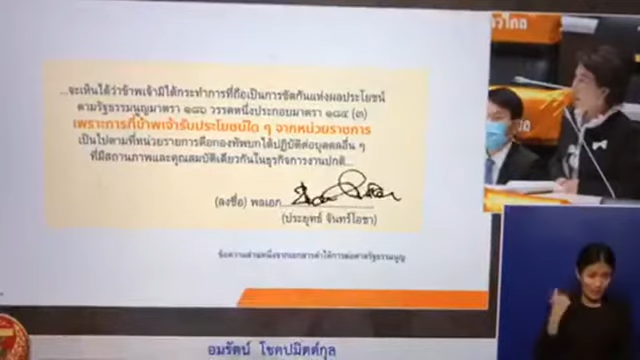 ...จะเห็นได้ว่าข้าพเจ้ามิได้กระทำการที่ถือเป็นการขัดกันแห่งผลประโยชน์
ตามรัฐธรรมนูญมาตรา ๑๘๖ วรรคหนึ่งประกอบมาตรา ๑๘๔ (๓)
เพราะการที่ข้าพเจ้ารับประโยชน์ใด ๆ จากหน่วยราชการ
เป็นไปตามที่หน่วยราชการคือกองทัพบกได้ปฏิบัติต่อบุคคลอื่น ๆ
ที่มีสถานภาพและคุณสมบัติเดียวกันในธุรกิจการงานปกติ...
(ลงชื่อ) พลเอก
(ประยุทธ์ จันทร์โอชา)
ข้อความส่วนหนึ่งจากเอกสารคำให้การต่อศาลรัฐธรรมนูญ
อมรัตน์ โชคปมิตต์กุล